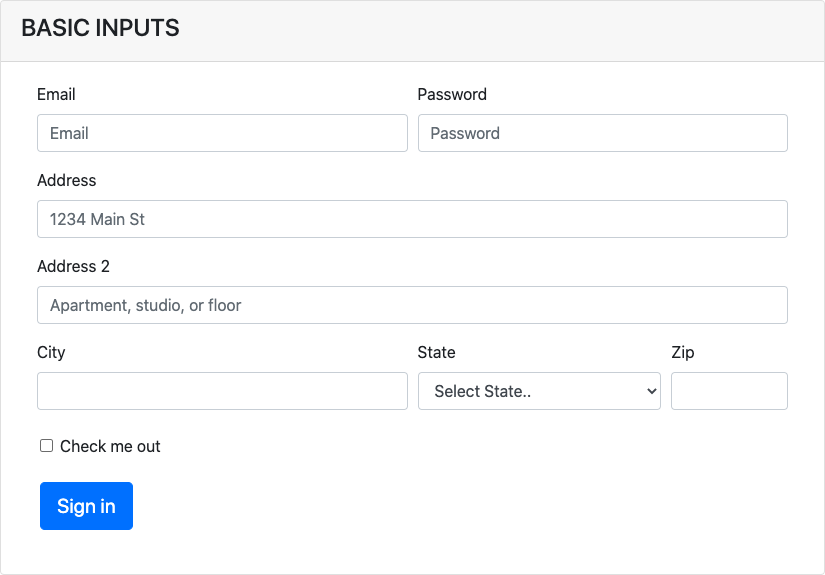 BASIC INPUTS
Email Password
Email Password
Address
1234 Main St
Address 2
Apartment, studio, or floor
City State Zip
Select State..
Check me out
Sign in